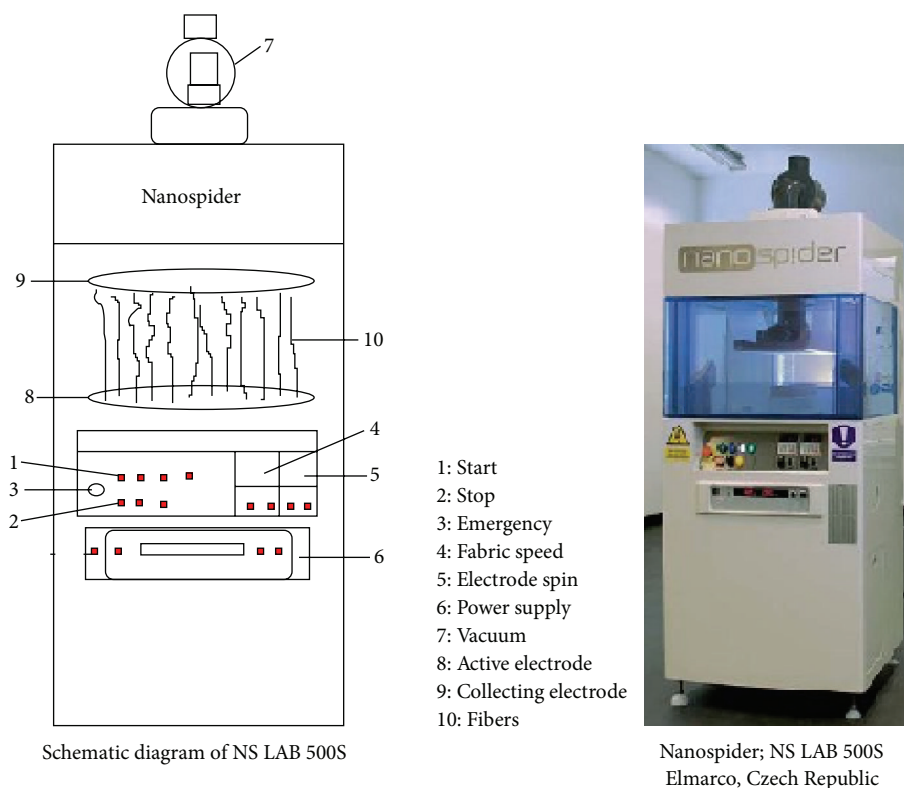 7
Nanospider
9
10
8
4
1
5
3
2
6
1: Start
2: Stop
3: Emergency
4: Fabric speed
5: Electrode spin
6: Power supply
7: Vacuum
8: Active electrode
9: Collecting electrode
10: Fibers
Schematic diagram of NS LAB 500S
nanospider
Nanospider; NS LAB 500S
Elmarco, Czech Republic